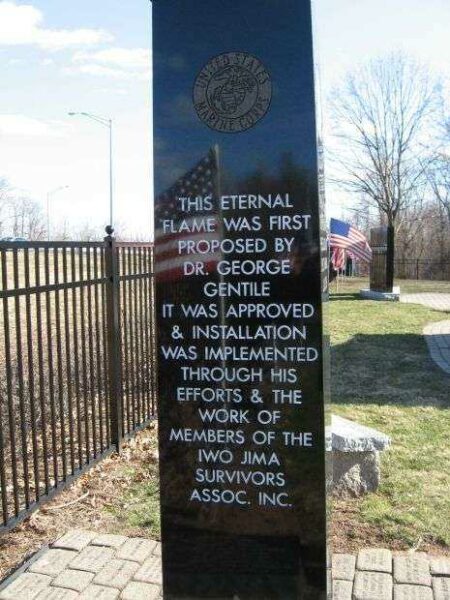 UNITED STATES
MARINE CORPS
THIS ETERNAL
FLAME WAS FIRST
PROPOSED BY
DR. GEORGE
GENTILE
IT WAS APPROVED
& INSTALLATION
WAS IMPLEMENTED
THROUGH HIS
EFFORTS & THE
WORK OF
MEMBERS OF THE
IWO JIMA
SURVIVORS
ASSOC. INC.